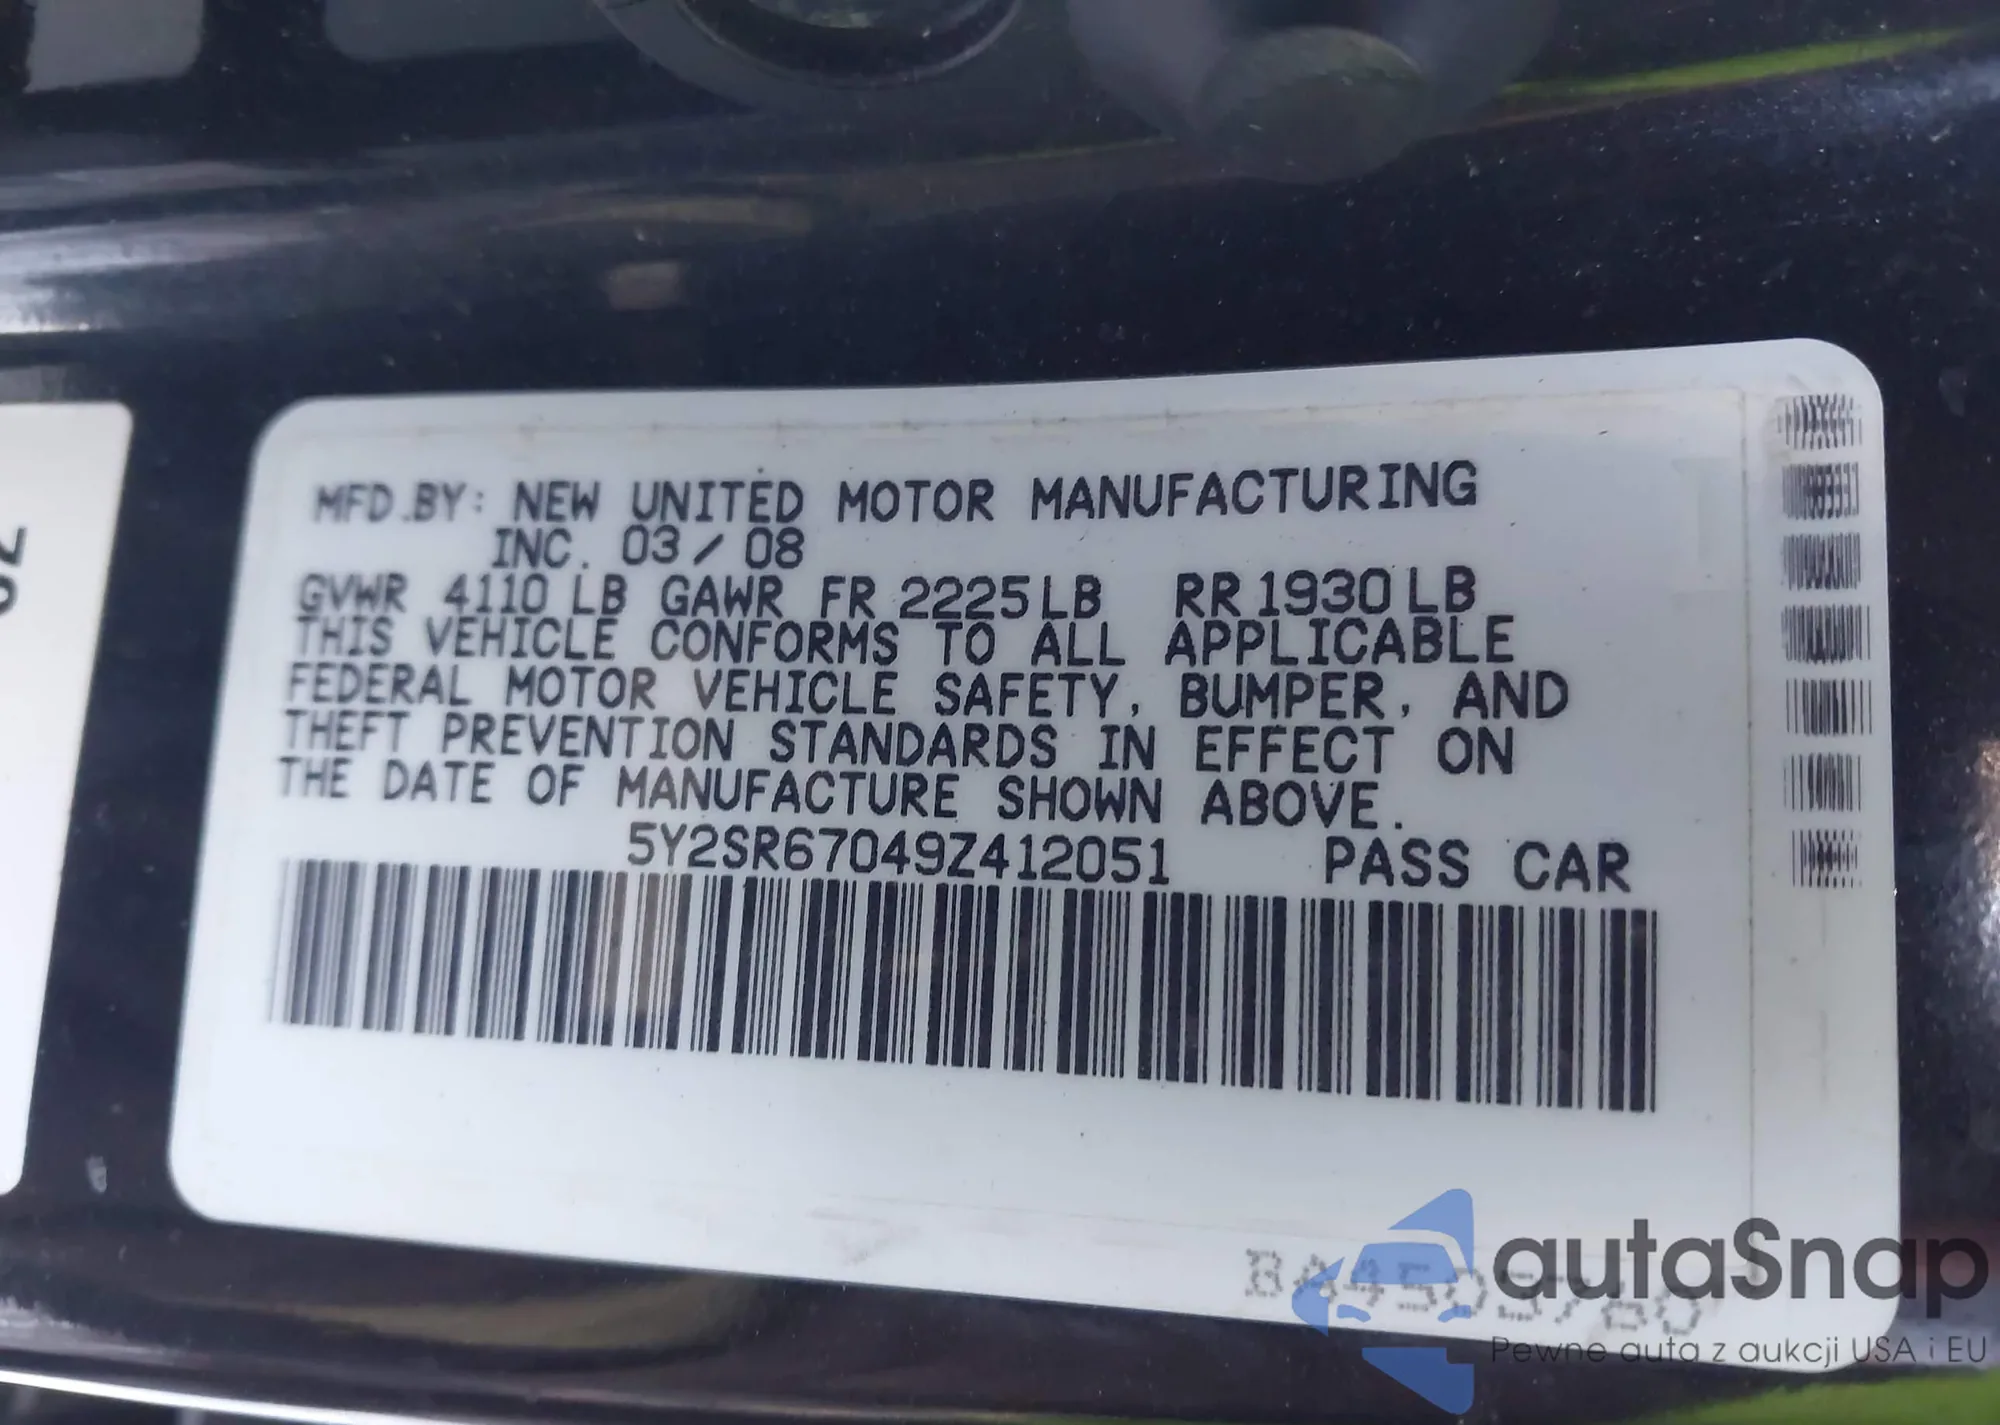 MFD.BY: NEW UNITED MOTOR MANUFACTURING
INC. 03/08
GVWR 4110 LB GAWR FR 2225 LB RR 1930 LB
THIS VEHICLE CONFORMS TO ALL APPLICABLE
FEDERAL MOTOR VEHICLE SAFETY, BUMPER, AND
THEFT PREVENTION STANDARDS IN EFFECT ON
THE DATE OF MANUFACTURE SHOWN ABOVE.
5Y2SR67049Z412051 PASS CAR
autaSnap
Pewne auta z aukcji USA i EU